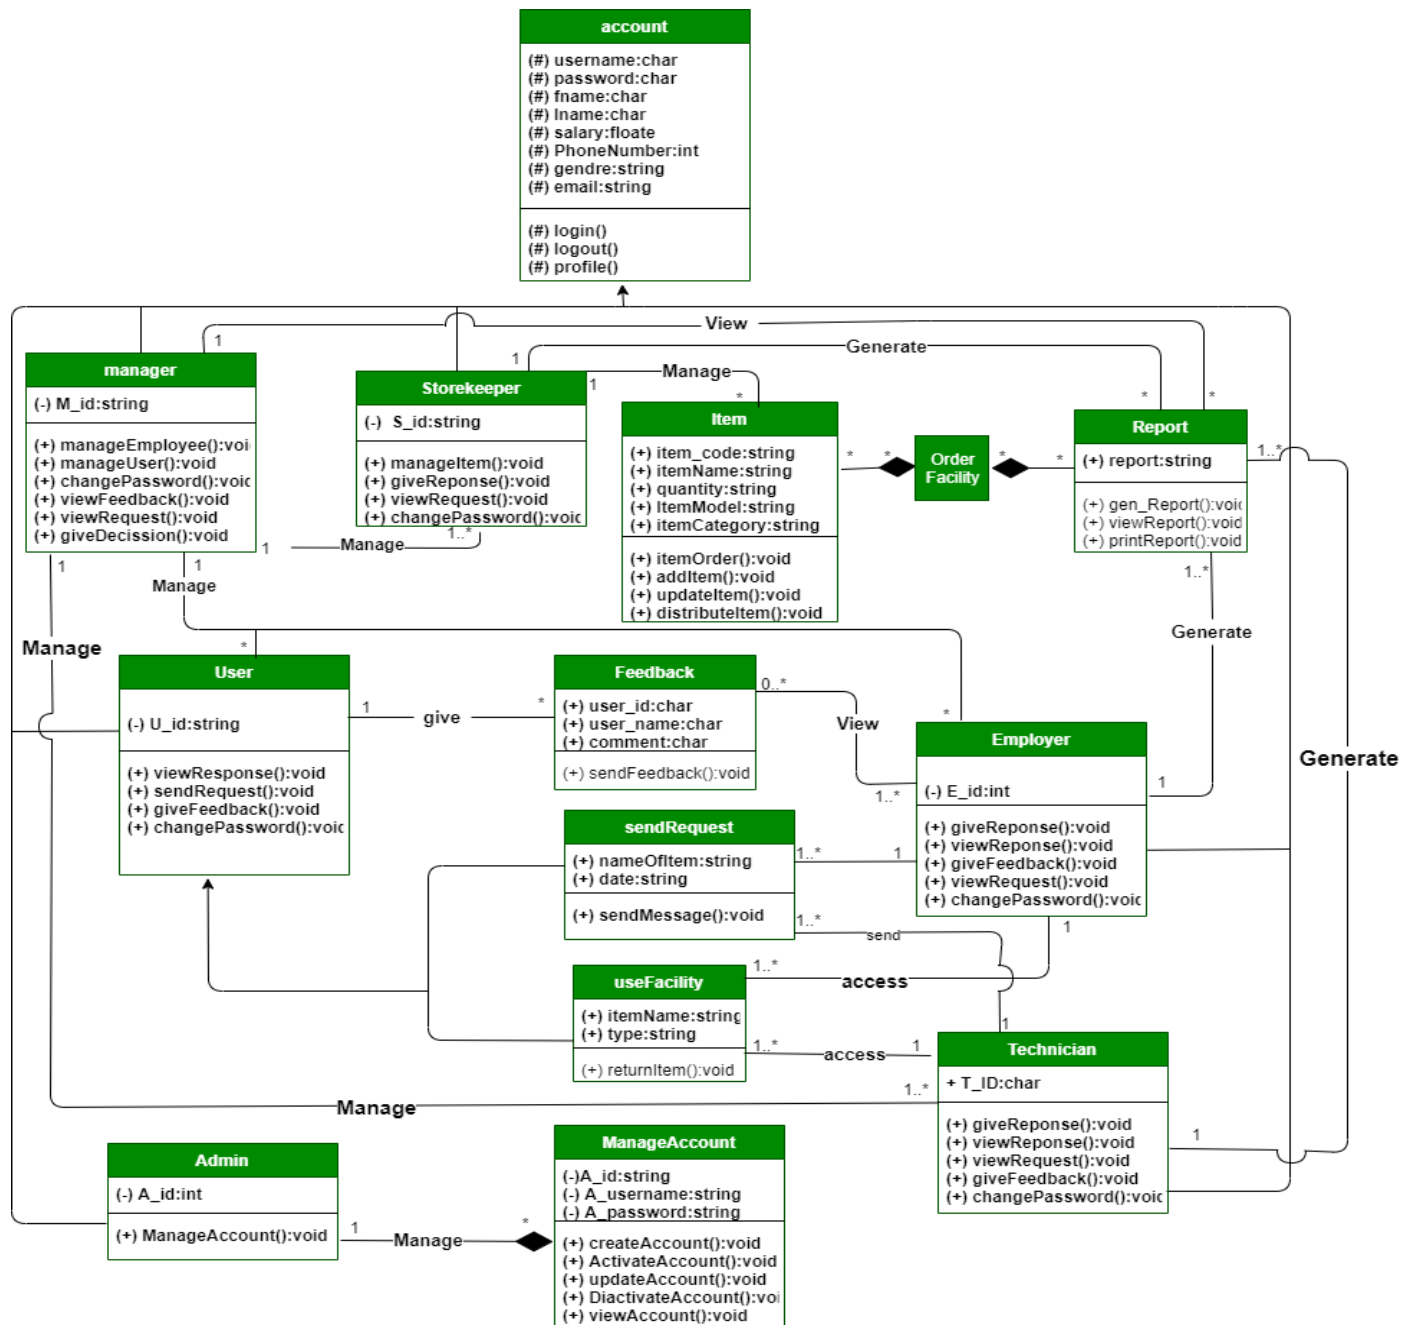 account
(#) username:char
(#) password:char
(#) fname:char
(#) lname:char
(#) salary:floate
(#) PhoneNumber:int
(#) gendre:string
(#) email:string
(#) login()
(#) logout()
(#) profile()
View
1
Generate
1
Manage
1
*
*
*
manager
(-) M_id:string
(+) manageEmployee():voi
(+) manageUser():void
(+) changePassword():voic
(+) viewFeedback():void
(+) viewRequest():void
(+) giveDecission():void
Storekeeper
(-) S_id:string
(+) manageItem():void
(+) giveReponse():void
(+) viewRequest():void
(+) changePassword():voic
Item
(+) item_code:string
(+) itemName:string
(+) quantity:string
(+) ItemModel:string
(+) itemCategory:string
(+) itemOrder():void
(+) addItem():void
(+) updateItem():void
(+) distributeItem():void
* *
Order
Facility
* *
Report
(+) report:string
(+) gen_Report():voic
(+) viewReport():void
(+) printReport():void
1..*
1 Manage 1..*
1
1
Manage
Manage
*
*
1..*
Generate
1
User
(-) U_id:string
(+) viewResponse():void
(+) sendRequest():void
(+) giveFeedback():void
(+) changePassword():voic
1 give *
Feedback
(+) user_id:char
(+) user_name:char
(+) comment:char
(+) sendFeedback():void
0..*
View
1..*
Employer
(-) E_id:int
(+) giveReponse():void
(+) viewReponse():void
(+) giveFeedback():void
(+) viewRequest():void
(+) changePassword():voic
Generate
sendRequest
(+) nameOfItem:string
(+) date:string
(+) sendMessage():void
1..* 1
1..*
send
1
1
useFacility
(+) itemName:string
(+) type:string
(+) returnItem():void
1..*
access
1..* access 1
Technician
+ T_ID:char
(+) giveReponse():void
(+) viewReponse():void
(+) viewRequest():void
(+) giveFeedback():void
(+) changePassword():voic
1..*
1
Manage
Admin
(-) A_id:int
(+) ManageAccount():void
1 Manage *
ManageAccount
(-)A_id:string
(-) A_username:string
(-) A_password:string
(+) createAccount():void
(+) ActivateAccount():void
(+) updateAccount():void
(+) DiactivateAccount():voi
(+) viewAccount():void